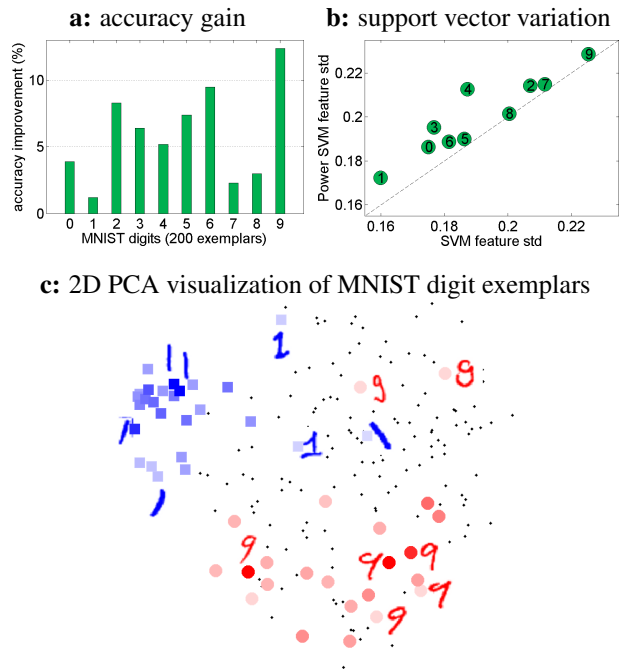 a: accuracy gain
accuracy improvement (%)
10
5
0
0 1 2 3 4 5 6 7 8 9
MNIST digits (200 exemplars)
b: support vector variation
Power SVM feature std
0.22
0.2
0.18
0.16
9
2 7
4
8
3
0 6 5
1
0.16 0.18 0.2 0.22
SVM feature std
c: 2D PCA visualization of MNIST digit exemplars
1
1 1
9 9
1
1 1
1
9
9 9
9
9